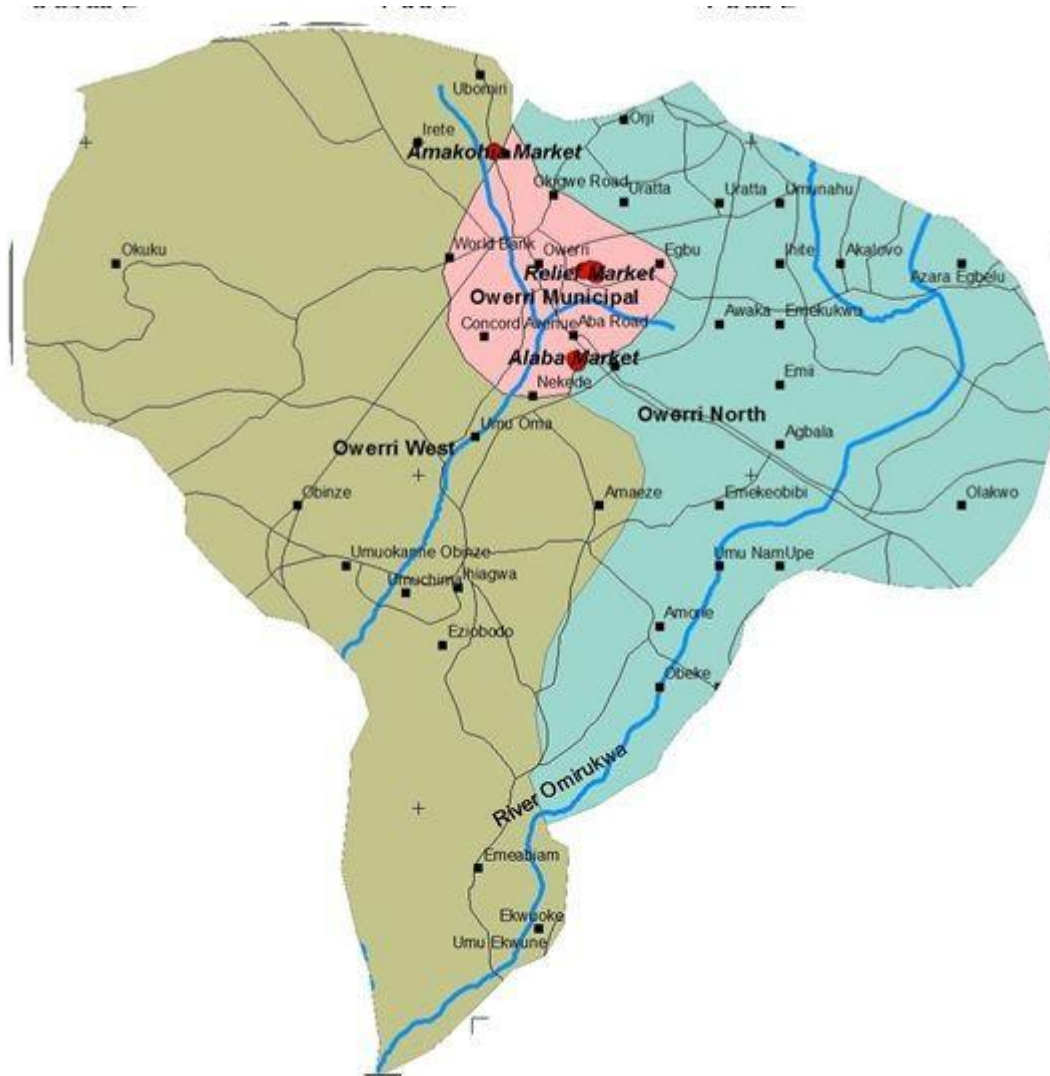 Ubomiri
Orji
Irete
Amakohia Market
Okigwe Road
Uratta
Uratta
Umunahu
Okuku
World Bank
Owerri
Egbu
Ihite
Akalovo
Relief Market
Azara Egbelu
Owerri Municipal
Concord Avenue
Aba Road
Awaka
Emekukwu
Alaba Market
Emii
Nekede
Owerri North
Umu Oma
Owerri West
Agbala
Obinze
Amaeze
Emekeobibi
Olakwo
Umuokanne Obinze
Umu Nam
Upe
Umuchima
Ihiagwa
Amorie
Eziobodo
Obeke
River Omirukwa
Emeabiam
Ekwuoke
Umu Ekwune